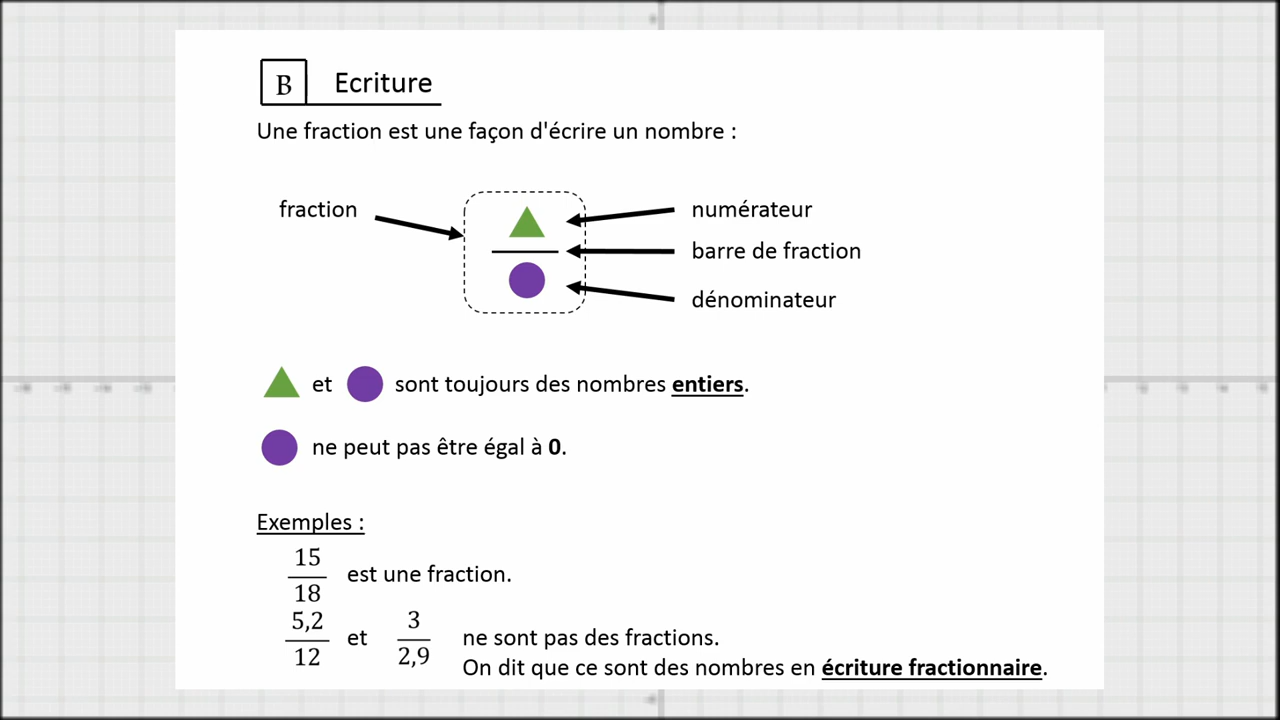 B Ecriture
Une fraction est une façon d'écrire un nombre :
fraction
numérateur
barre de fraction
dénominateur
et sont toujours des nombres entiers.
ne peut pas être égal à 0.
Exemples :
15
18
est une fraction.
5,2
12
et
3
2,9
ne sont pas des fractions.
On dit que ce sont des nombres en écriture fractionnaire.